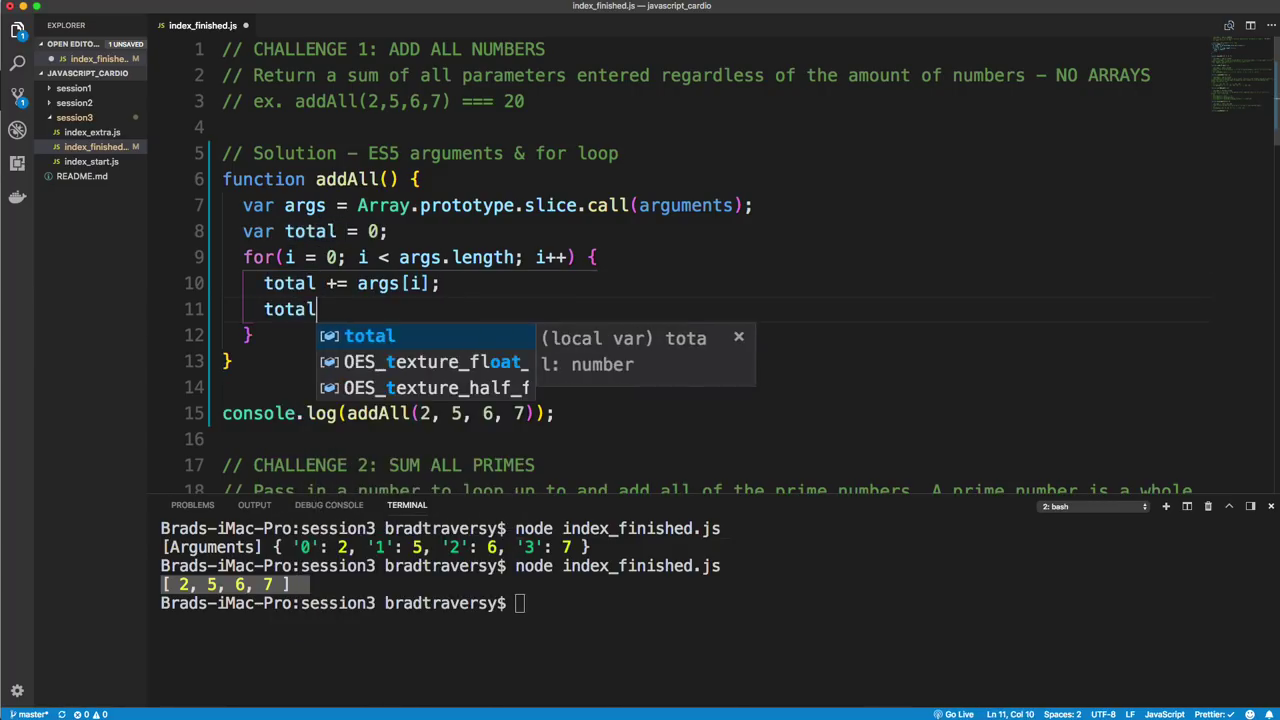 index_finished.js — javascript_cardio
EXPLORER
index_finished.js
OPEN EDITO... 1 UNSAVED
index_finishe... M
JAVASCRIPT_CARDIO
session1
session2
session3
index_extra.js
index_finished... M
index_start.js
README.md
1
1
1 // CHALLENGE 1: ADD ALL NUMBERS
2 // Return a sum of all parameters entered regardless of the amount of numbers – NO ARRAYS
3 // ex. addAll(2,5,6,7) === 20
4
5 // Solution – ES5 arguments & for loop
6 function addAll() {
7 var args = Array.prototype.slice.call(arguments);
8 var total = 0;
9 for(i = 0; i < args.length; i++) {
10 total += args[i];
11 total
12 }
13 }
14
15 console.log(addAll(2, 5, 6, 7));
16
17 // CHALLENGE 2: SUM ALL PRIMES
18 // Pass in a number to loop up to and add all of the prime numbers. A prime number is a whole
total
OES_texture_float_
OES_texture_half_f
(local var) tota
l: number
PROBLEMS OUTPUT DEBUG CONSOLE TERMINAL 2: bash
Brads-iMac-Pro:session3 bradtraversy$ node index_finished.js
[Arguments] { '0': 2, '1': 5, '2': 6, '3': 7 }
Brads-iMac-Pro:session3 bradtraversy$ node index_finished.js
[ 2, 5, 6, 7 ]
Brads-iMac-Pro:session3 bradtraversy$
master* 0 0 Go Live Ln 11, Col 10 Spaces: 2 UTF-8 LF JavaScript Prettier: ✓